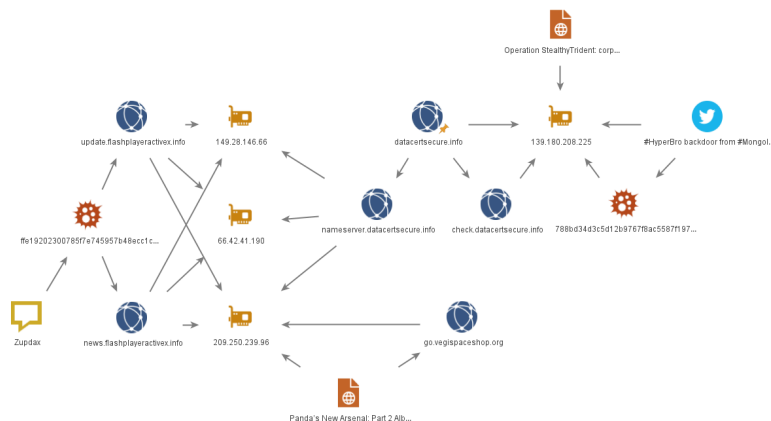 Operation StealthyTrident: corp...
update.flashplayeractivex.info
149.28.146.66
datacertsecure.info
139.180.208.225
#HyperBro backdoor from #Mongol.
ffe19202300785f7e745957b48ecc1c...
66.42.41.190
nameserver.datacertsecure.info
check.datacertsecure.info
788bd34d3c5d12b9767f8ac5587f197...
Zupdax
news.flashplayeractivex.info
209.250.239.96
go.vegispaceshop.org
Panda's New Arsenal: Part 2 Alb...